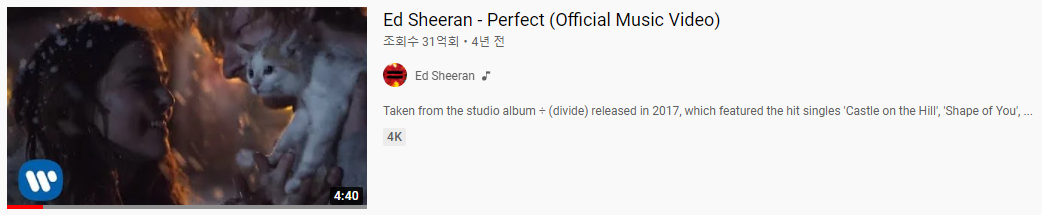 Ed Sheeran - Perfect (Official Music Video)
조회수 31억회 • 4년 전
Ed Sheeran
Taken from the studio album ÷ (divide) released in 2017, which featured the hit singles 'Castle on the Hill', 'Shape of You', ...
4K
4:40